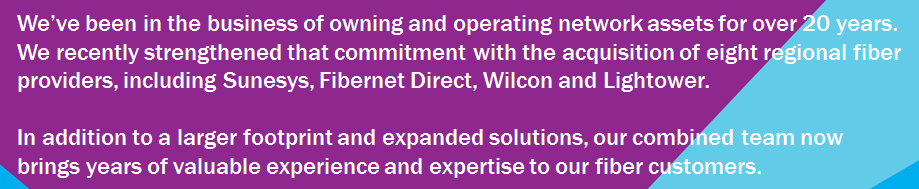 We’ve been in the business of owning and operating network assets for over 20 years.
We recently strengthened that commitment with the acquisition of eight regional fiber
providers, including Sunesys, Fibernet Direct, Wilcon and Lightower.
In addition to a larger footprint and expanded solutions, our combined team now
brings years of valuable experience and expertise to our fiber customers.